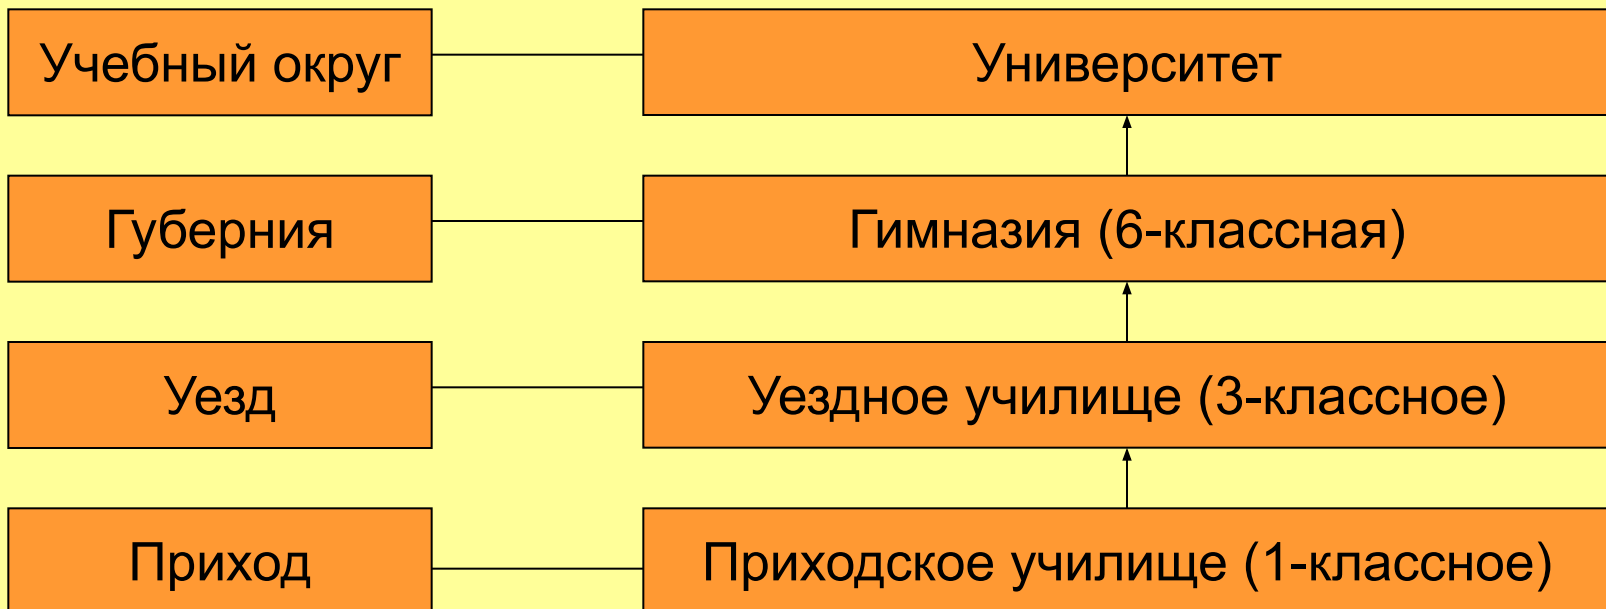 Учебный округ
Университет
Губерния
Гимназия (6-классная)
Уезд
Уездное училище (3-классное)
Приход
Приходское училище (1-классное)